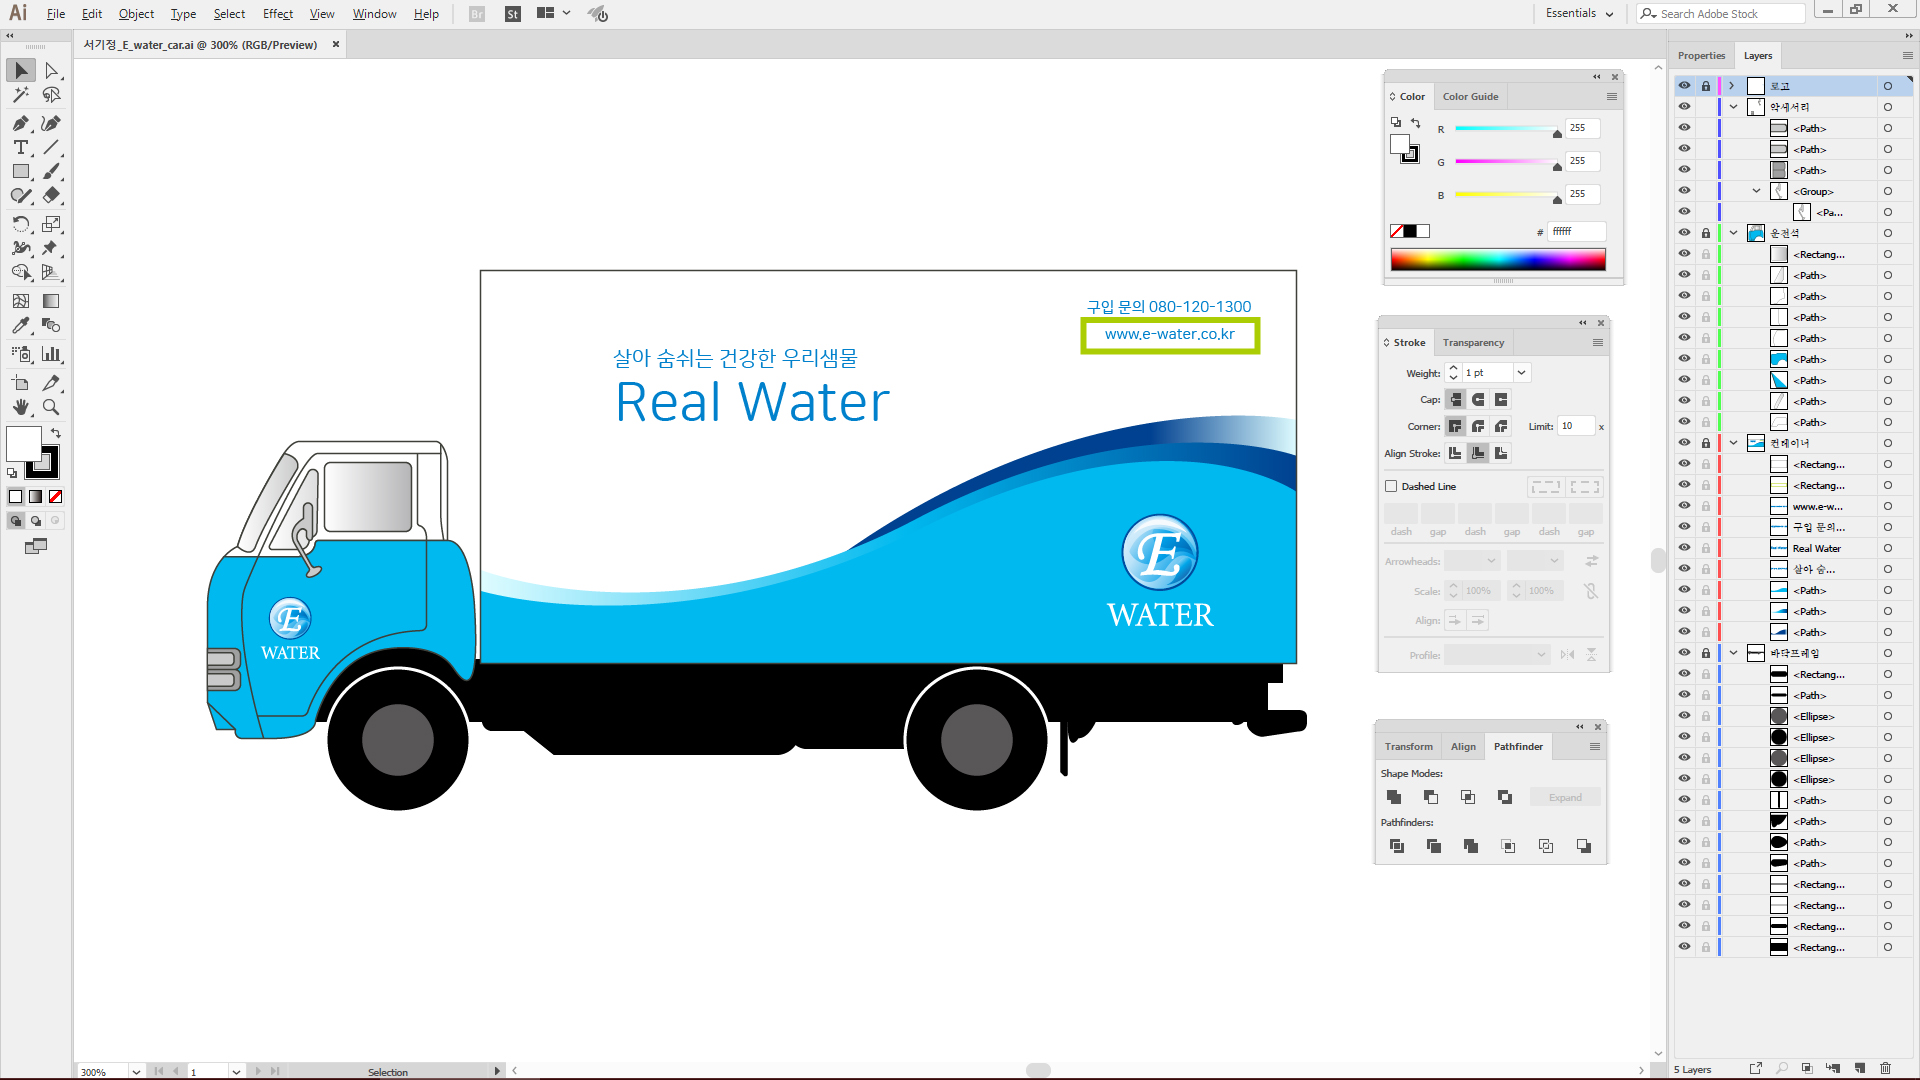 Ai File Edit Object Type Select Effect View Window Help Br St Essentials Search Adobe Stock
서기정_E_water_car.ai @ 300% (RGB/Preview)
구입 문의 080-120-1300
www.e-water.co.kr
살아 숨쉬는 건강한 우리샘물
Real Water
E
WATER
E
WATER
Color Color Guide
R 255
G 255
B 255
# ffffff
Stroke Transparency
Weight: 1 pt
Cap:
Corner: Limit: 10 x
Align Stroke:
Dashed Line
dash gap dash gap dash gap
Arrowheads:
Scale: 100% 100%
Align:
Profile:
Transform Align Pathfinder
Shape Modes:
Expand
Pathfinders:
Properties Layers
로고
악세서리
<Path>
<Path>
<Path>
<Group>
<Pa...
운전석
<Rectang...
<Path>
<Path>
<Path>
<Path>
<Path>
<Path>
<Path>
<Path>
컨테이너
<Rectang...
<Rectang...
www.e-w...
구입 문의...
Real Water
살아 숨...
<Path>
<Path>
<Path>
바닥프레임
<Rectang...
<Path>
<Ellipse>
<Ellipse>
<Ellipse>
<Ellipse>
<Path>
<Path>
<Path>
<Path>
<Rectang...
<Rectang...
<Rectang...
<Rectang...
5 Layers
300% 1 Selection